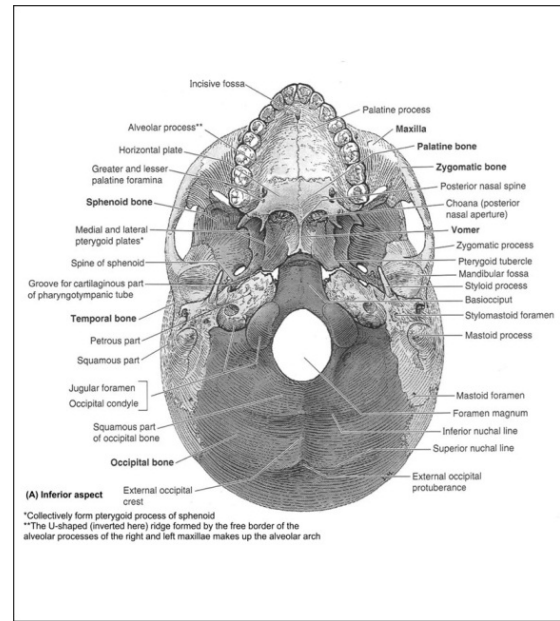 Incisive fossa
Palatine process
Alveolar process**
Maxilla
Horizontal plate
Palatine bone
Greater and lesser
palatine foramina
Zygomatic bone
Posterior nasal spine
Sphenoid bone
Choana (posterior
nasal aperture)
Medial and lateral
pterygoid plates*
Vomer
Zygomatic process
Spine of sphenoid
Pterygoid tubercle
Mandibular fossa
Groove for cartilaginous part
of pharyngotympanic tube
Styloid process
Basiocciput
Temporal bone
Stylomastoid foramen
Petrous part
Mastoid process
Squamous part
Jugular foramen
Occipital condyle
Mastoid foramen
Foramen magnum
Squamous part
of occipital bone
Inferior nuchal line
Superior nuchal line
Occipital bone
External occipital
protuberance
External occipital
crest
(A) Inferior aspect
*Collectively form pterygoid process of sphenoid
**The U-shaped (inverted here) ridge formed by the free border of the
alveolar processes of the right and left maxillae makes up the alveolar arch